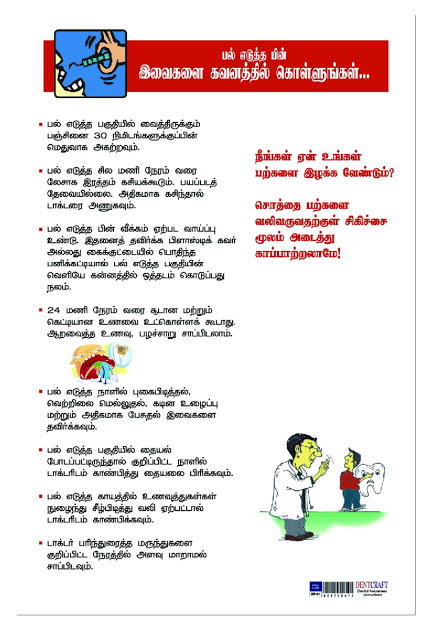 பல் எடுத்த பின்
இவைகளை கவனத்தில் கொள்ளுங்கள்...
பல் எடுத்த பகுதியில் வைத்திருக்கும்
பஞ்சினை 30 நிமிடங்களுக்குப்பின்
மெதுவாக அகற்றவும்.
பல் எடுத்த சில மணி நேரம் வரை
லேசாக இரத்தம் கசியக்கூடும். பயப்படத்
தேவையில்லை. அதிகமாக கசிந்தால்
டாக்டரை அணுகவும்.
பல் எடுத்த பின் வீக்கம் ஏற்பட வாய்ப்பு
உண்டு. இதனைத் தவிர்க்க பிளாஸ்டிக் கவர்
அல்லது கைக்குட்டையில் பொதிந்த
பனிக்கட்டியால் பல் எடுத்த பகுதியின்
வெளியே கன்னத்தில் ஒத்தடம் கொடுப்பது
நலம்.
24 மணி நேரம் வரை சூடான மற்றும்
கெட்டியான உணவை உட்கொள்ளக் கூடாது.
ஆறவைத்த உணவு, பழச்சாறு சாப்பிடலாம்.
பல் எடுத்த நாளில் புகைபிடித்தல்,
வெற்றிலை மெல்லுதல், கடின உழைப்பு
மற்றும் அதிகமாக பேசுதல் இவைகளை
தவிர்க்கவும்.
பல் எடுத்த பகுதியில் தையல்
போடப்பட்டிருந்தால் குறிப்பிட்ட நாளில்
டாக்டரிடம் காண்பித்து தையலை பிரிக்கவும்.
பல் எடுத்த காயத்தில் உணவுத்துகள்கள்
நுழைந்து சீழ்பிடித்து வலி ஏற்பட்டால்
டாக்டரிடம் காண்பிக்கவும்.
டாக்டர் பரிந்துரைத்த மருந்துகளை
குறிப்பிட்ட நேரத்தில் அளவு மாறாமல்
சாப்பிடவும்.
நீங்கள் ஏன் உங்கள்
பற்களை இழக்க வேண்டும்?
சொத்தை பற்களை
வலிவருவதற்குள் சிகிச்சை
மூலம் அடைத்து
காப்பாற்றலாமே!
DENTCRAFT
Dental Awareness
DENTCRAFT